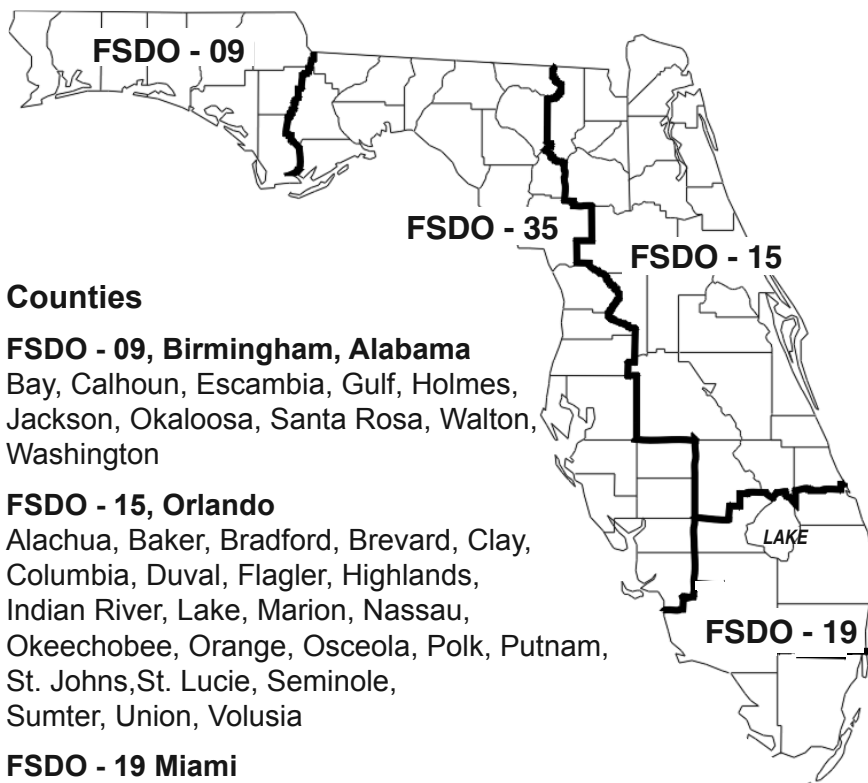 FSDO - 09
FSDO - 35
FSDO - 15
Counties
FSDO - 09, Birmingham, Alabama
Bay, Calhoun, Escambia, Gulf, Holmes,
Jackson, Okaloosa, Santa Rosa, Walton,
Washington
FSDO - 15, Orlando
Alachua, Baker, Bradford, Brevard, Clay,
Columbia, Duval, Flagler, Highlands,
Indian River, Lake, Marion, Nassau,
Okeechobee, Orange, Osceola, Polk, Putnam,
St. Johns,St. Lucie, Seminole,
Sumter, Union, Volusia
LAKE
FSDO - 19
FSDO - 19 Miami